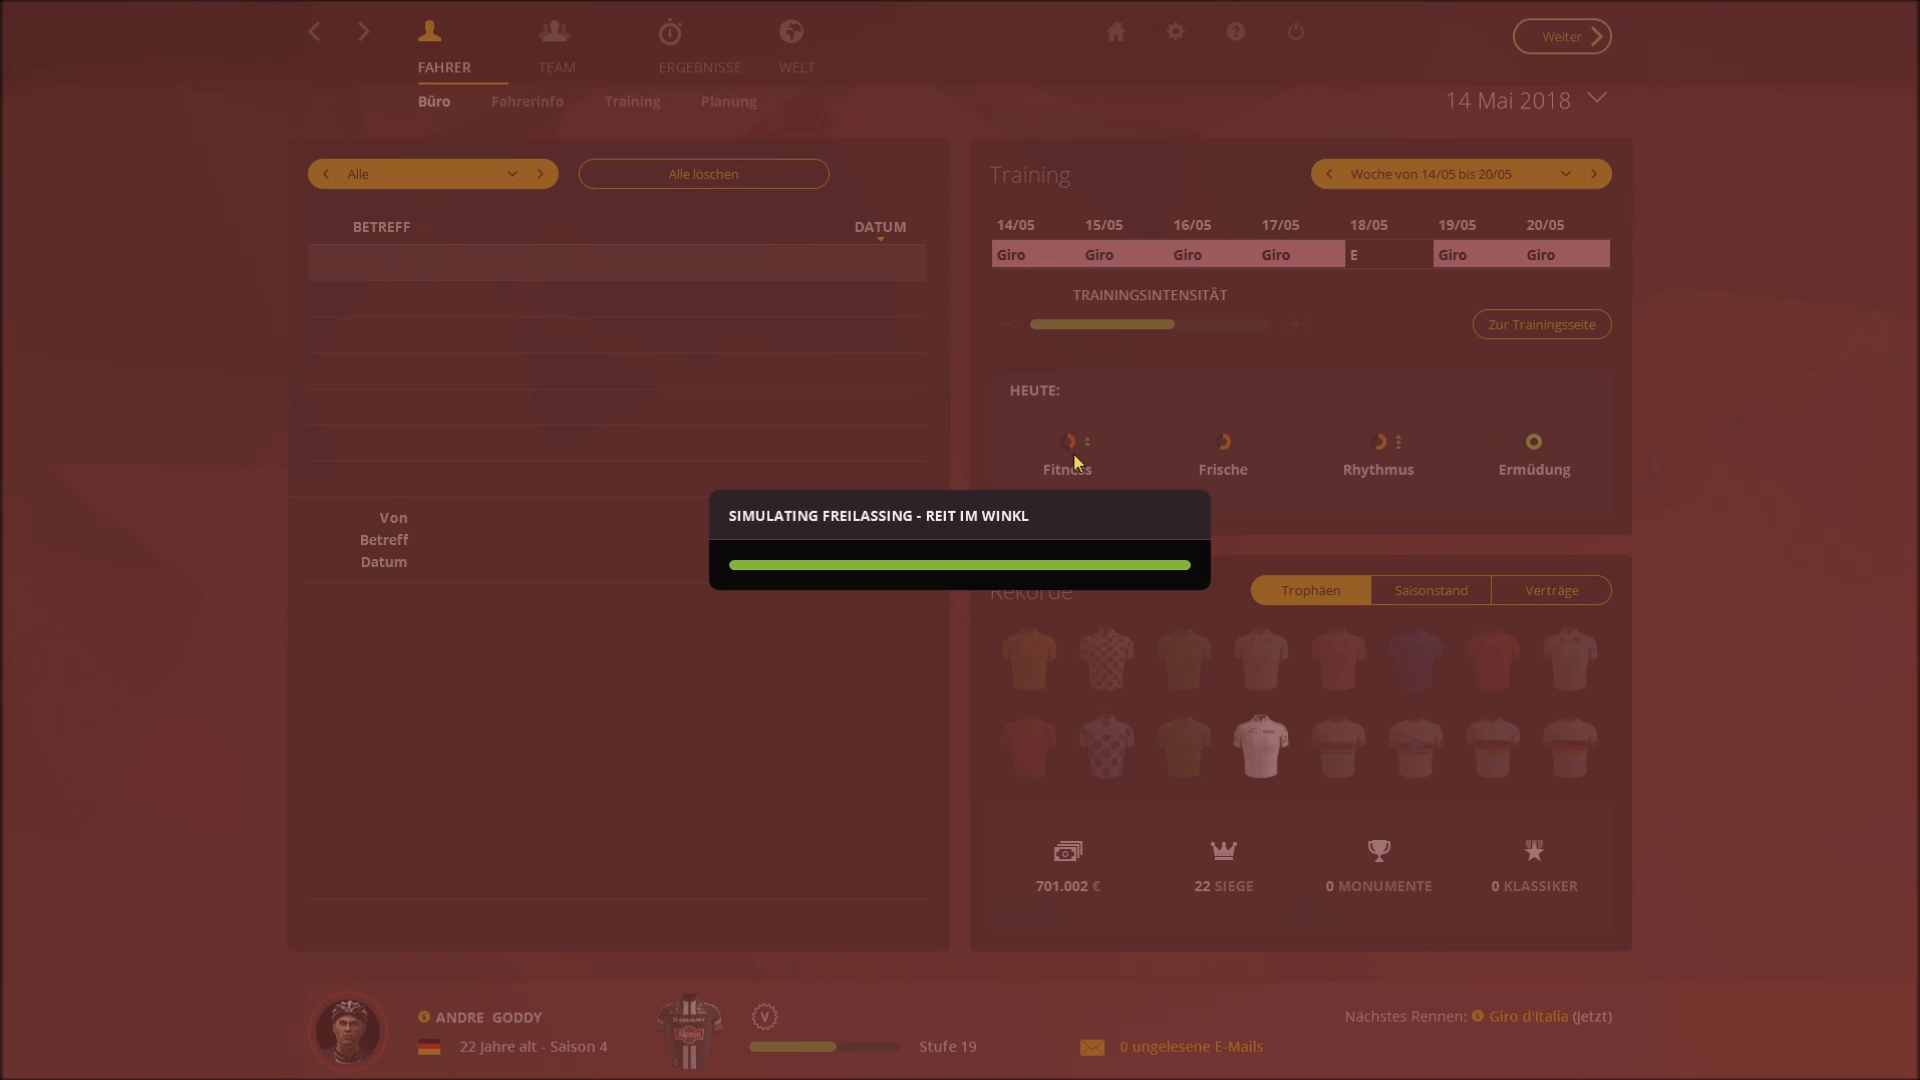 Weiter
FAHRER TEAM ERGEBNISSE WELT
Büro Fahrerinfo Training Planung
14 Mai 2018
Alle Alle löschen
BETREFF DATUM
Von
Betreff
Datum
Training Woche von 14/05 bis 20/05
14/05 15/05 16/05 17/05 18/05 19/05 20/05
Giro Giro Giro Giro E Giro Giro
TRAININGSINTENSITÄT
Zur Trainingsseite
HEUTE:
Fitness Frische Rhythmus Ermüdung
SIMULATING FREILASSING - REIT IM WINKL
Rekorde Trophäen Saisonstand Verträge
701.002 € 22 SIEGE 0 MONUMENTE 0 KLASSIKER
ANDRE GODDY
22 Jahre alt - Saison 4
V
Stufe 19
0 ungelesene E-Mails
Nächstes Rennen: Giro d'Italia (Jetzt)